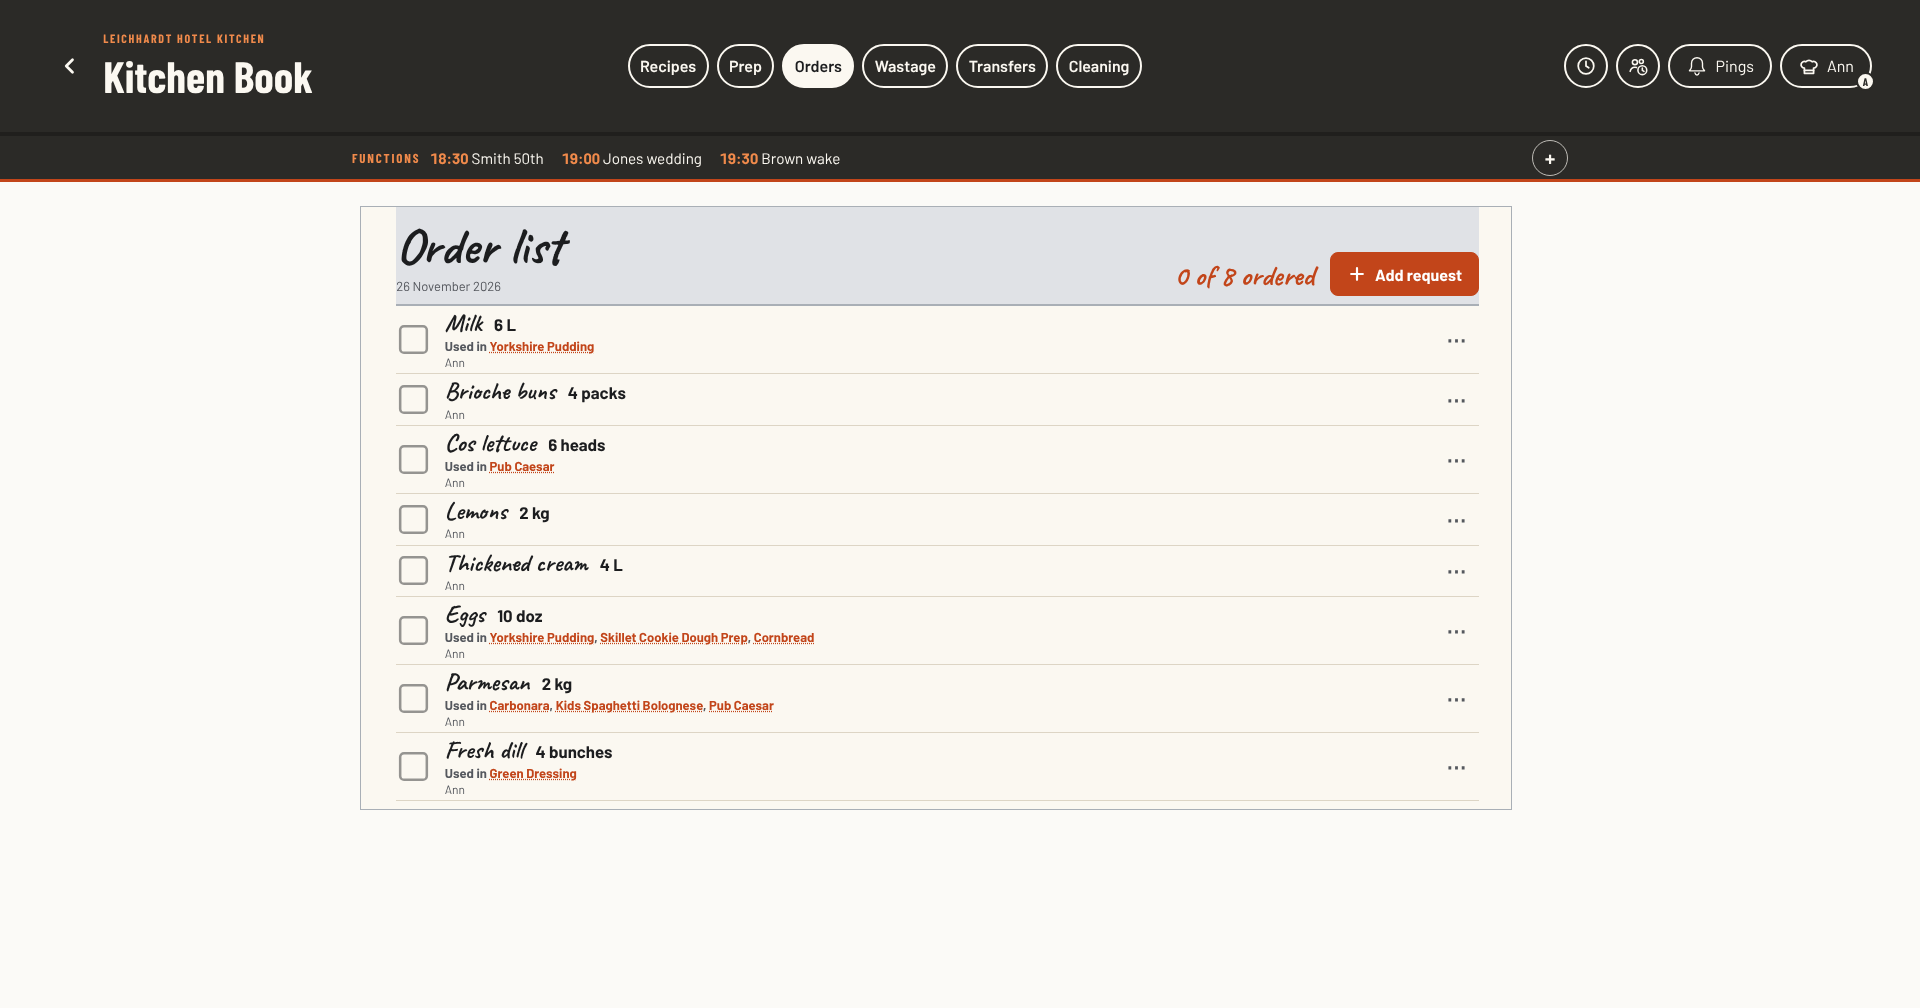 LEICHHARDT HOTEL KITCHEN
Kitchen Book
Recipes Prep Orders Wastage Transfers Cleaning
Pings Ann
A
FUNCTIONS 18:30 Smith 50th 19:00 Jones wedding 19:30 Brown wake +
Order list
26 November 2026
0 of 8 ordered + Add request
Milk 6 L
Used in Yorkshire Pudding
Ann
Brioche buns 4 packs
Ann
Cos lettuce 6 heads
Used in Pub Caesar
Ann
Lemons 2 kg
Ann
Thickened cream 4 L
Ann
Eggs 10 doz
Used in Yorkshire Pudding, Skillet Cookie Dough Prep, Cornbread
Ann
Parmesan 2 kg
Used in Carbonara, Kids Spaghetti Bolognese, Pub Caesar
Ann
Fresh dill 4 bunches
Used in Green Dressing
Ann